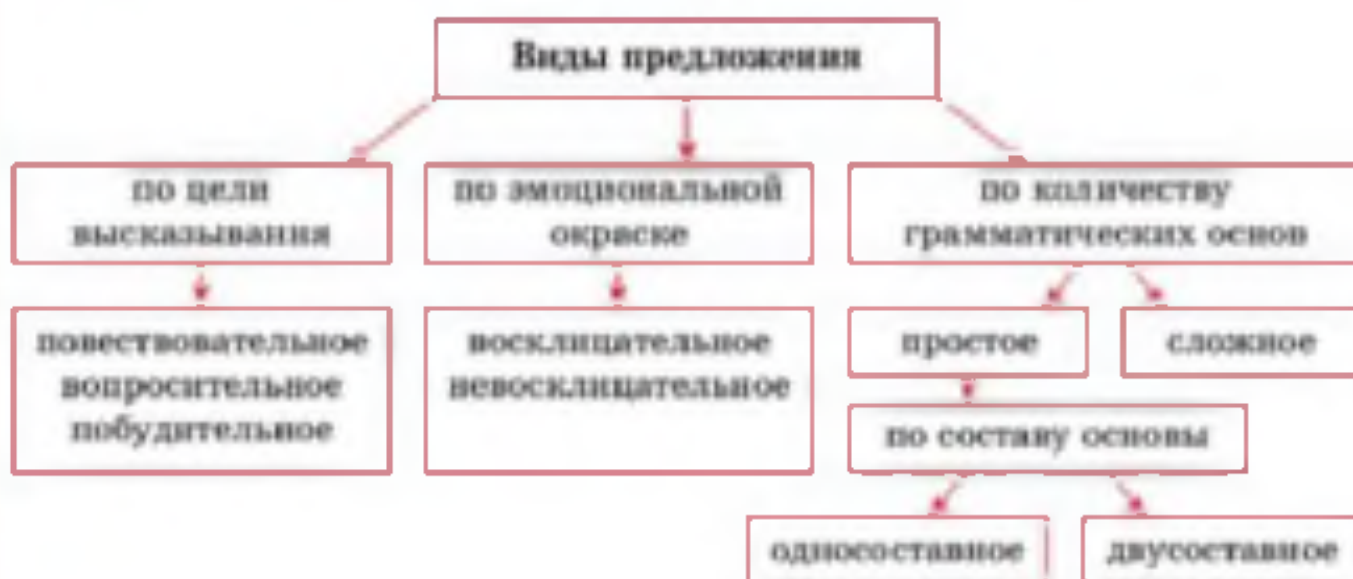 Виды предложения
по цели
высказывания
по эмоциональной
окраске
по количеству
грамматических основ
повествовательное
вопросительное
побудительное
восклицательное
невосклицательное
простое
сложное
по составу основы
односоставное
двусоставное